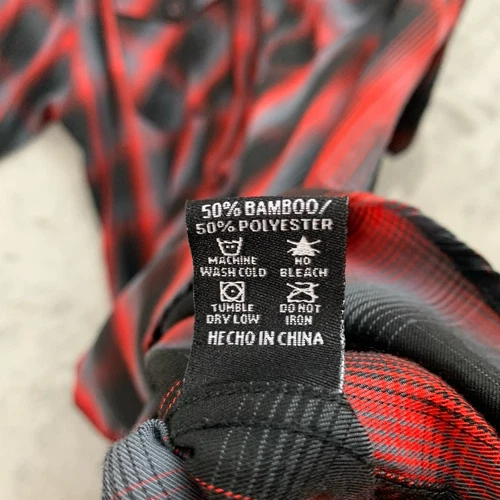 50% BAMBOO/
50% POLYESTER
MACHINE
WASH COLD
NO
BLEACH
TUMBLE
DRY LOW
DO NOT
IRON
HECHO IN CHINA